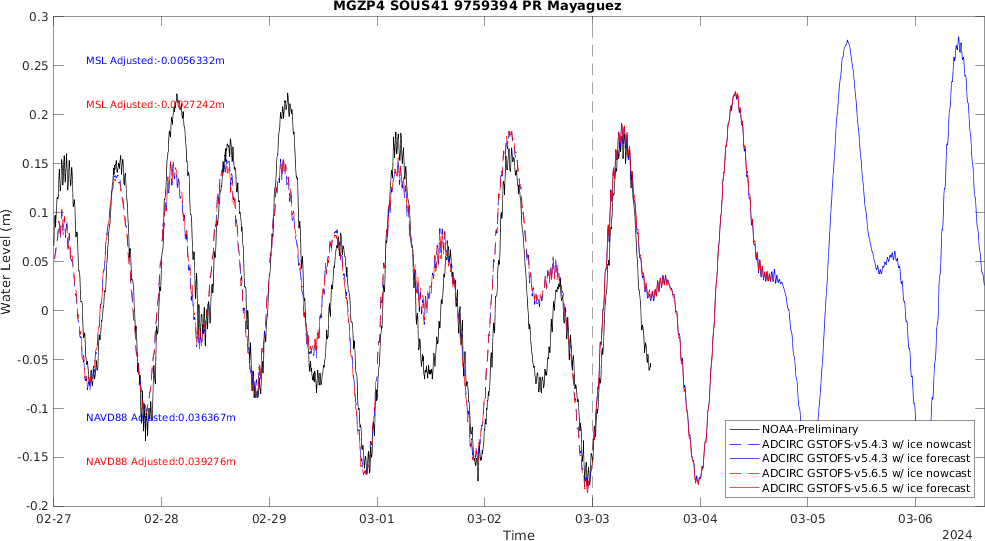 MGZP4 SOUS41 9759394 PR Mayaguez
0.3
0.25
0.2
0.15
0.1
0.05
0
-0.05
-0.1
-0.15
-0.2
Water Level (m)
MSL Adjusted:-0.0056332m
MSL Adjusted:-0.0027242m
NAVD88 Adjusted:0.036367m
NAVD88 Adjusted:0.039276m
NOAA-Preliminary
ADCIRC GSTOFS-v5.4.3 w/ ice nowcast
ADCIRC GSTOFS-v5.4.3 w/ ice forecast
ADCIRC GSTOFS-v5.6.5 w/ ice nowcast
ADCIRC GSTOFS-v5.6.5 w/ ice forecast
02-27
02-28
02-29
03-01
03-02
03-03
03-04
03-05
03-06
Time
2024